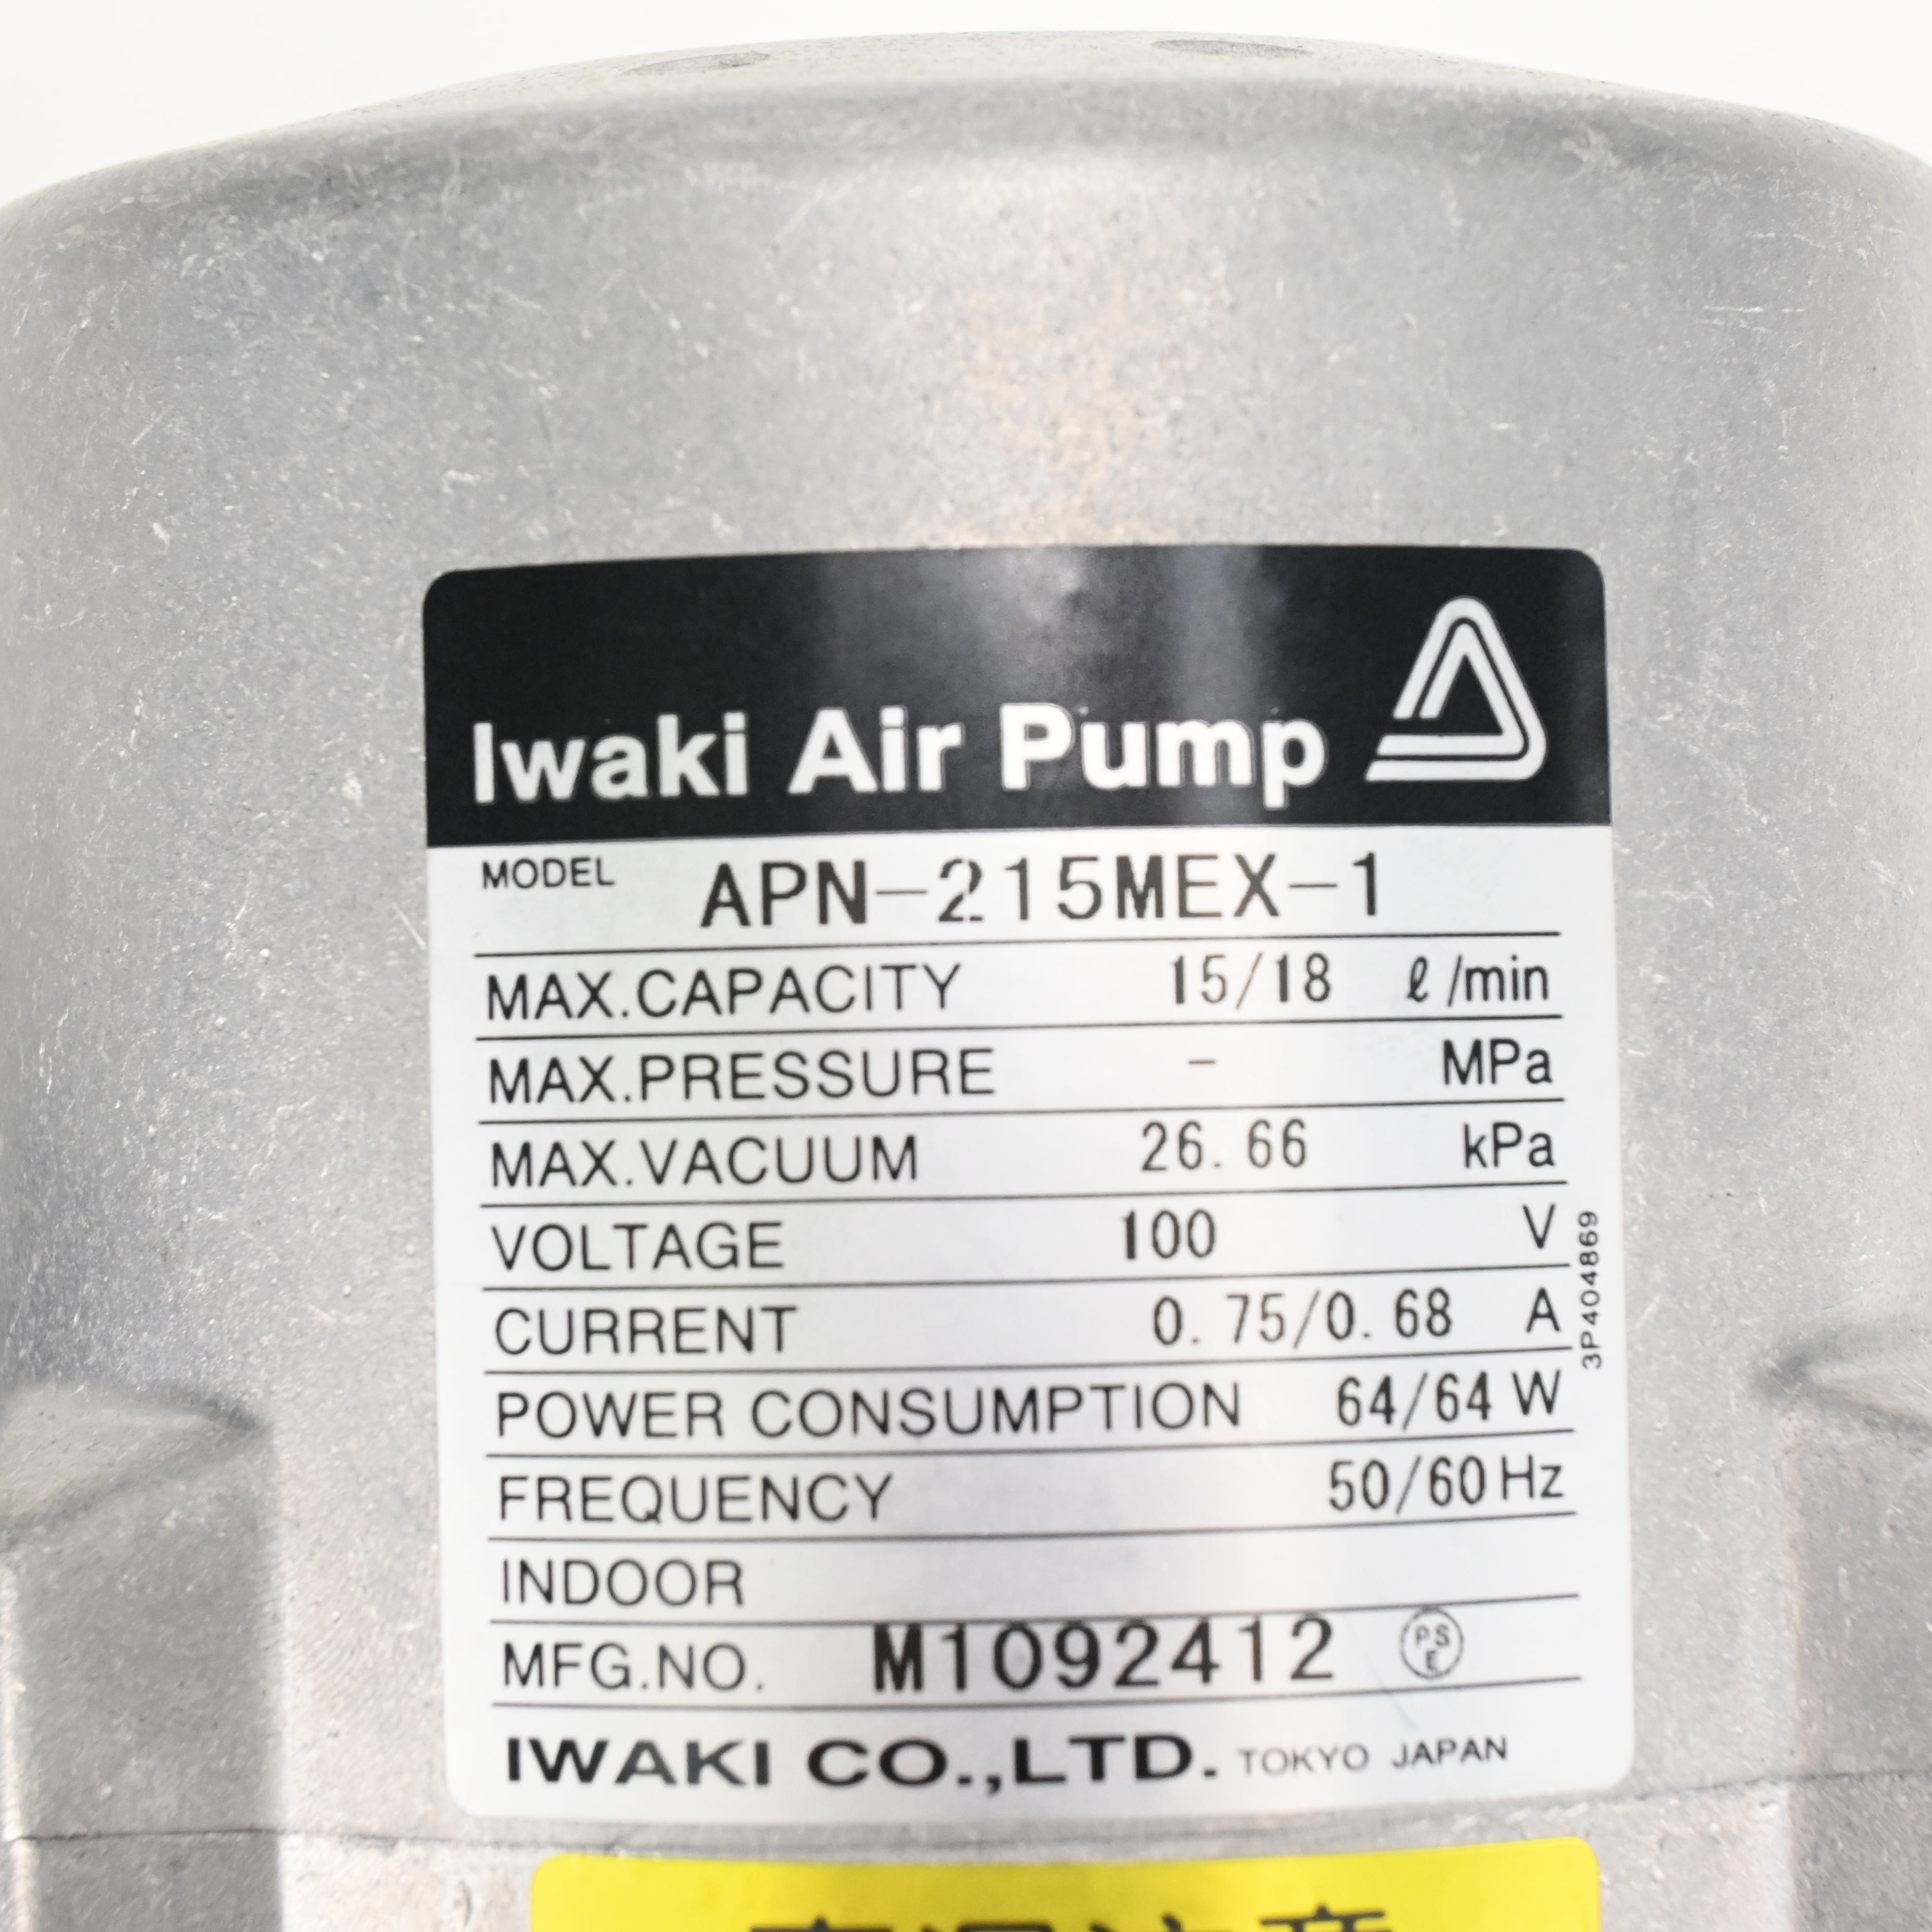 Iwaki Air Pump
MODEL APN-215MEX-1
MAX.CAPACITY 15/18 ℓ/min
MAX.PRESSURE - MPa
MAX.VACUUM 26.66 kPa
VOLTAGE 100 V
CURRENT 0.75/0.68 A
POWER CONSUMPTION 64/64 W
FREQUENCY 50/60 Hz
INDOOR
MFG.NO. M1092412 PSE
IWAKI CO.,LTD. TOKYO JAPAN
3P404869